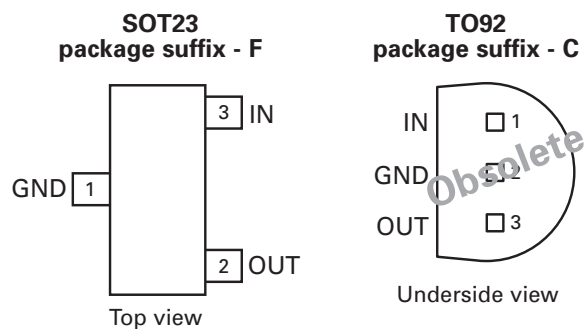 SOT23
package suffix - F
3 IN
GND 1
2 OUT
Top view
TO92
package suffix - C
IN 1
GND 2
OUT 3
Obsolete
Underside view